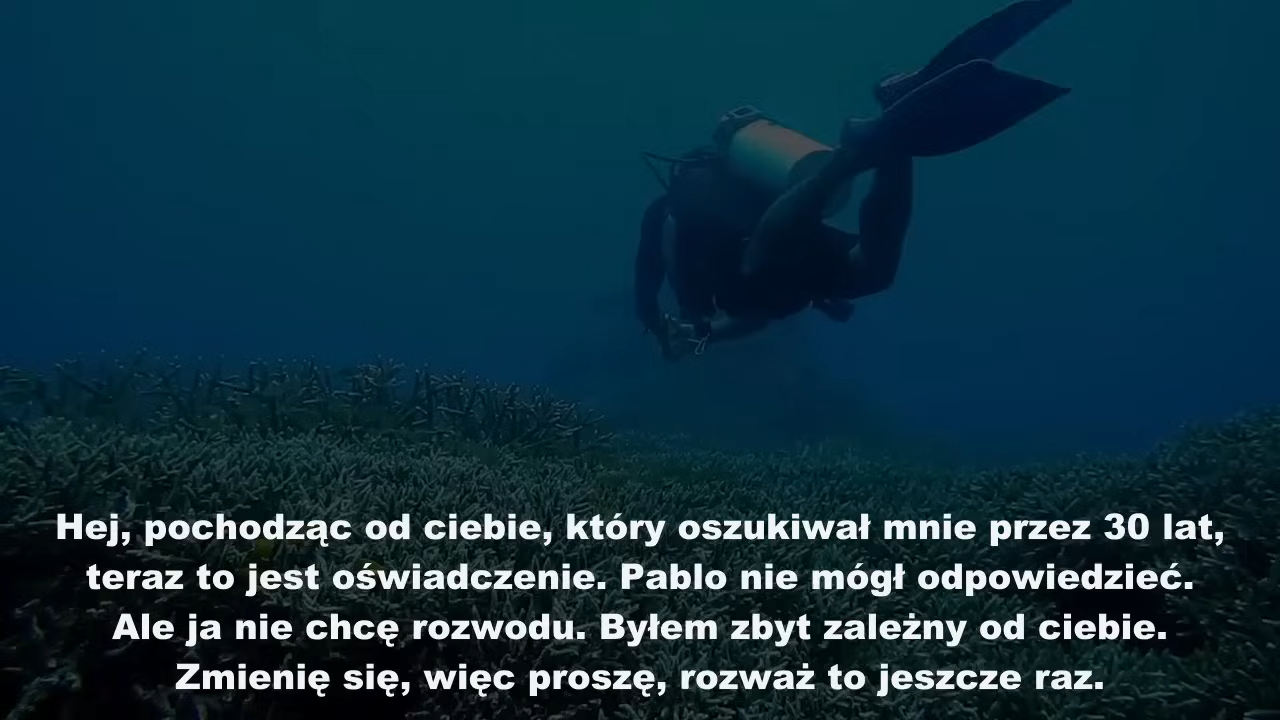 Hej, pochodząc od ciebie, który oszukiwał mnie przez 30 lat,
teraz to jest oświadczenie. Pablo nie mógł odpowiedzieć.
Ale ja nie chcę rozwodu. Byłem zbyt zależny od ciebie.
Zmienię się, więc proszę, rozważ to jeszcze raz.